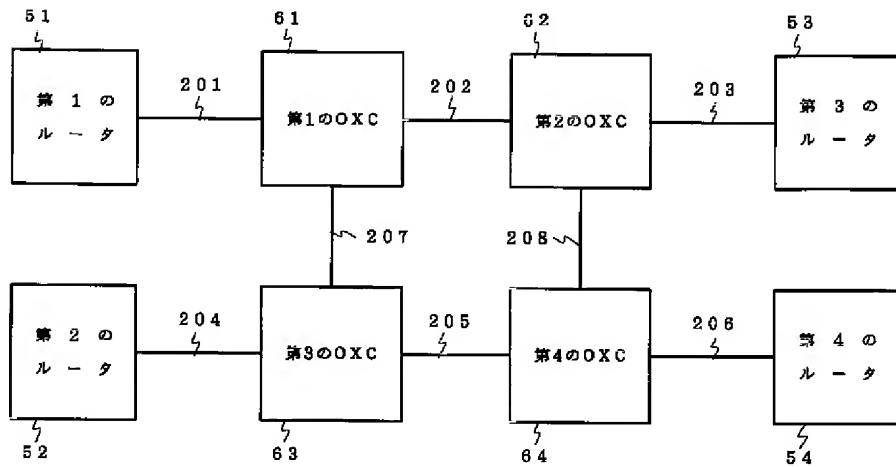 51
61
62
53
201
202
203
第1の
ルータ
第1のOXC
第2のOXC
第3の
ルータ
207
208
204
205
206
第2の
ルータ
第3のOXC
第4のOXC
第4の
ルータ
52
63
64
54